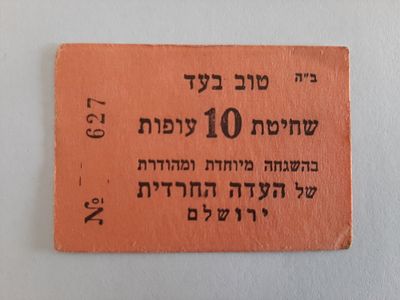 ב"ה
טוב בעד
שחיטת 10 עופות
בהשגחה מיוחדת ומהודרת
של העדה החרדית
ירושלם
№ 627